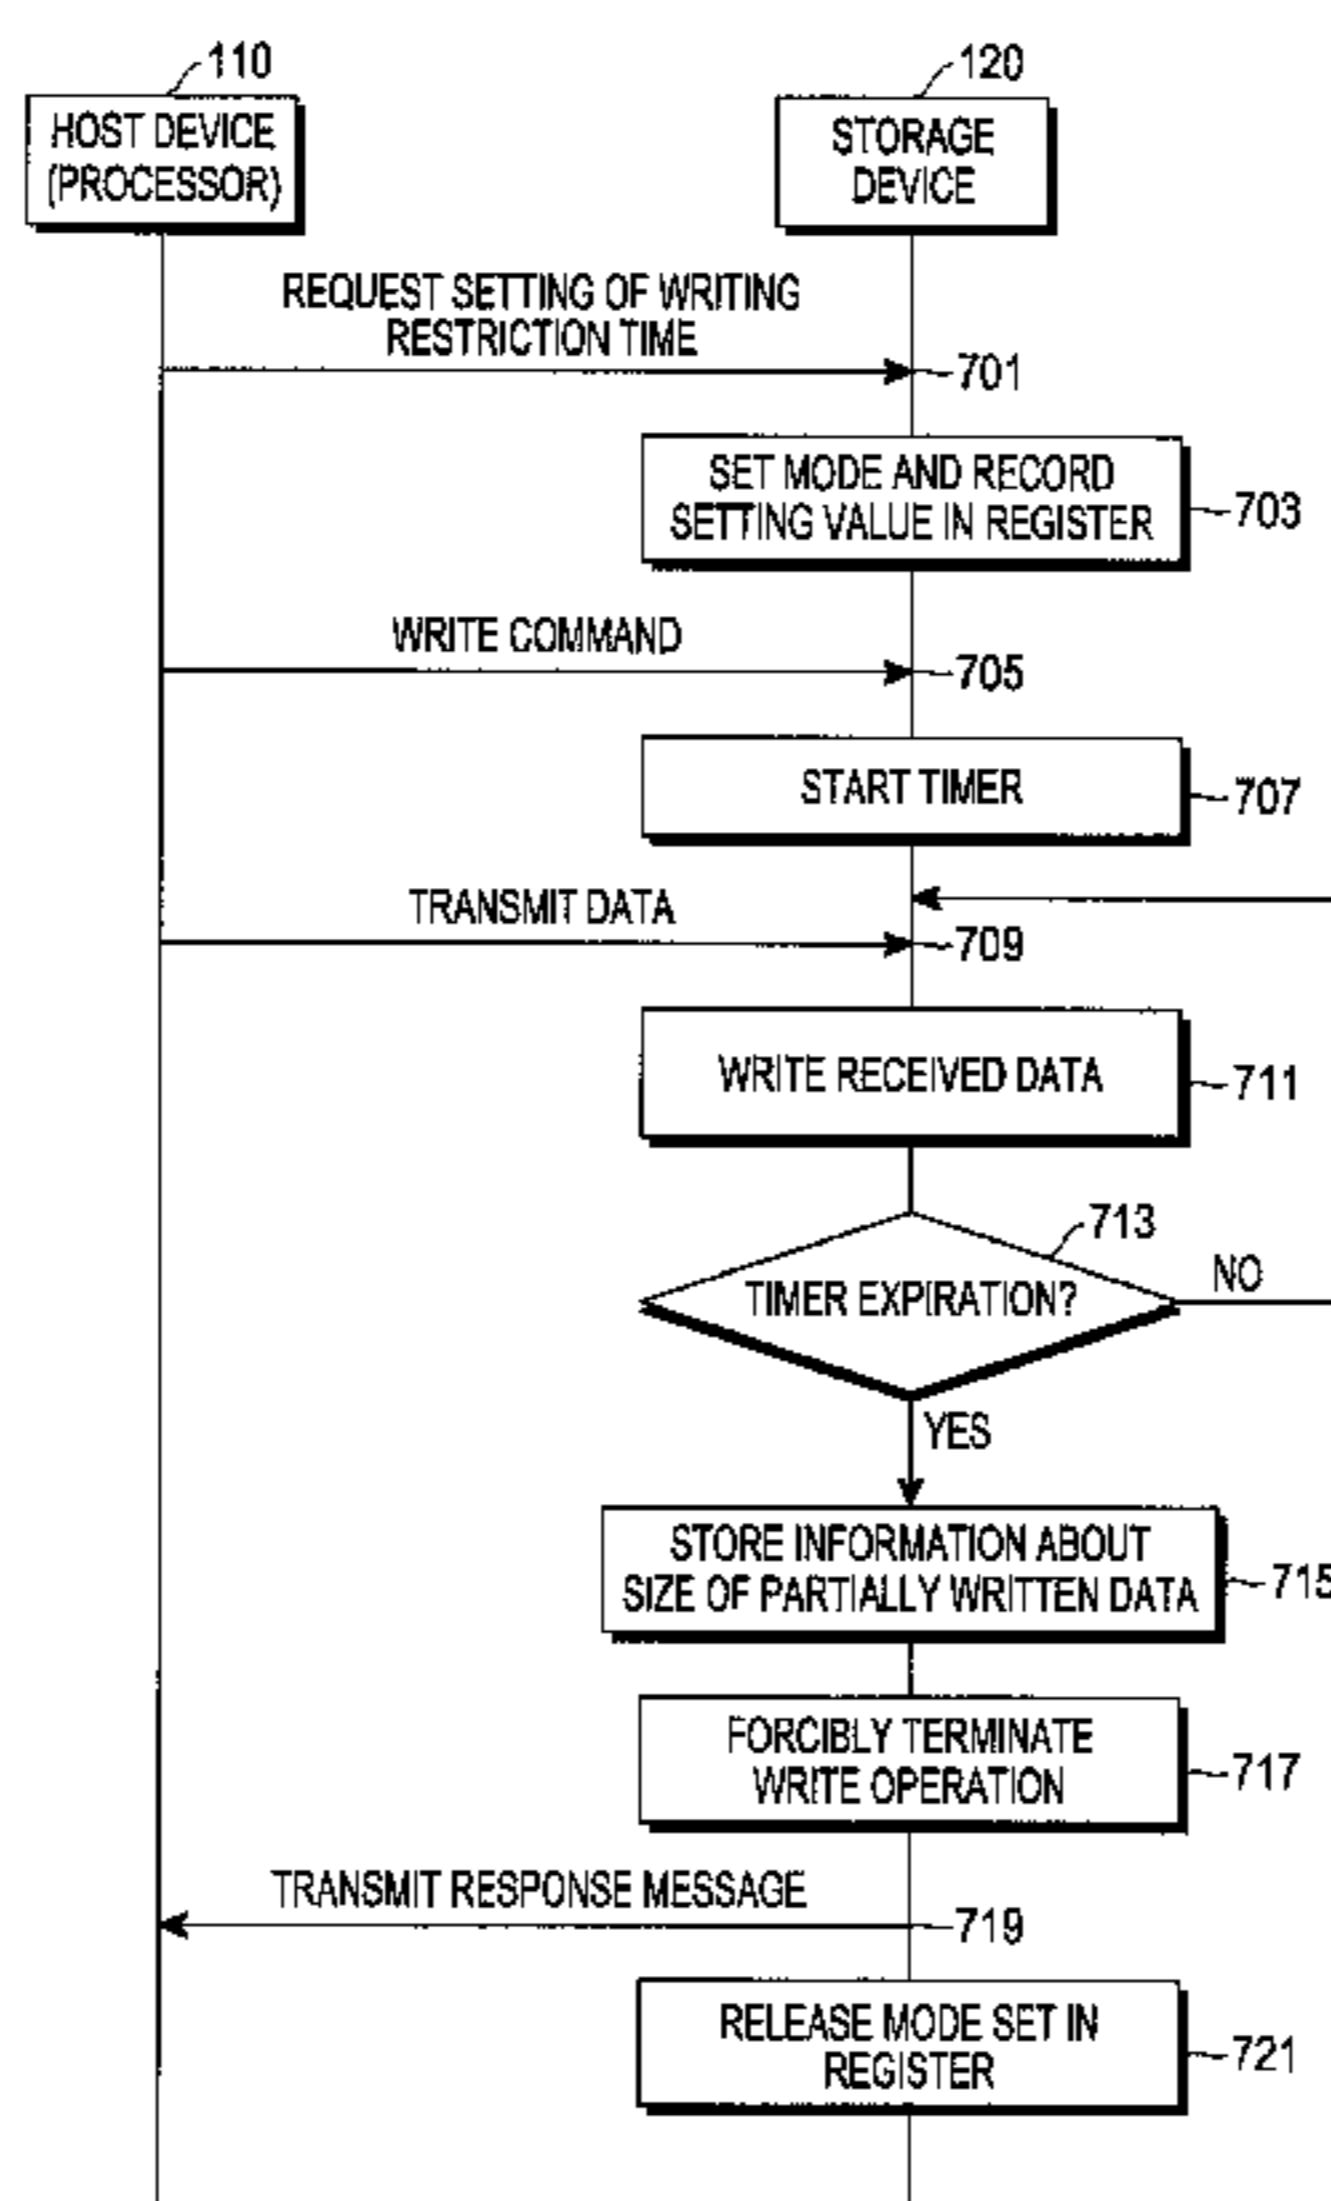 110
HOST DEVICE
(PROCESSOR)
120
STORAGE
DEVICE
REQUEST SETTING OF WRITING
RESTRICTION TIME
701
SET MODE AND RECORD
SETTING VALUE IN REGISTER
703
WRITE COMMAND
705
START TIMER
707
TRANSMIT DATA
709
WRITE RECEIVED DATA
711
713
TIMER EXPIRATION?
NO
YES
STORE INFORMATION ABOUT
SIZE OF PARTIALLY WRITTEN DATA
715
FORCIBLY TERMINATE
WRITE OPERATION
717
TRANSMIT RESPONSE MESSAGE
719
RELEASE MODE SET IN
REGISTER
721